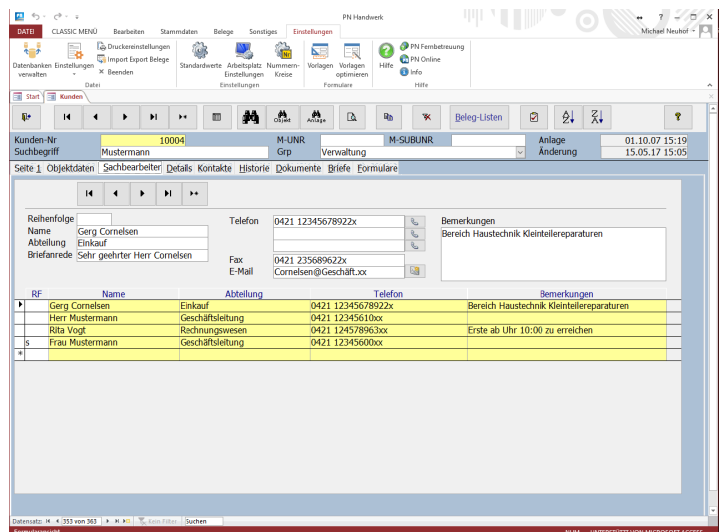 PN Handwerk
DATEI CLASSIC MENÜ Bearbeiten Stammdaten Belege Sonstiges Einstellungen Michael Neuhof
Druckereinstellungen
Import Export Belege
Beenden
Datenbanken verwalten
Einstellungen
Datei
Standardwerte
Arbeitsplatz Einstellungen
Nummern-Kreise
Einstellungen
Vorlagen
Vorlagen optimieren
Formulare
Hilfe
PN Fernbetreuung
PN Online
Info
Hilfe
Start Kunden
Objekt Anlage Beleg-Listen
Kunden-Nr 10004 M-UNR M-SUBUNR Anlage 01.10.07 15:19
Suchbegriff Mustermann Grp Verwaltung Änderung 15.05.17 15:05
Seite 1 Objektdaten Sachbearbeiter Details Kontakte Historie Dokumente Briefe Formulare
Reihenfolge
Name Gerg Cornelsen
Abteilung Einkauf
Briefanrede Sehr geehrter Herr Cornelsen
Telefon 0421 12345678922x
Fax 0421 235689622x
E-Mail Cornelsen@Geschäft.xx
Bemerkungen
Bereich Haustechnik Kleinteilereparaturen
RF Name Abteilung Telefon Bemerkungen
Gerg Cornelsen Einkauf 0421 12345678922x Bereich Haustechnik Kleinteilereparaturen
Herr Mustermann Geschäftsleitung 0421 12345610xx
Rita Vogt Rechnungswesen 0421 124578963xx Erste ab Uhr 10:00 zu erreichen
s Frau Mustermann Geschäftsleitung 0421 12345600xx
Datensatz: 353 von 363 Kein Filter Suchen
Formularansicht NUM UNTERSTÜTZT VON MICROSOFT ACCESS